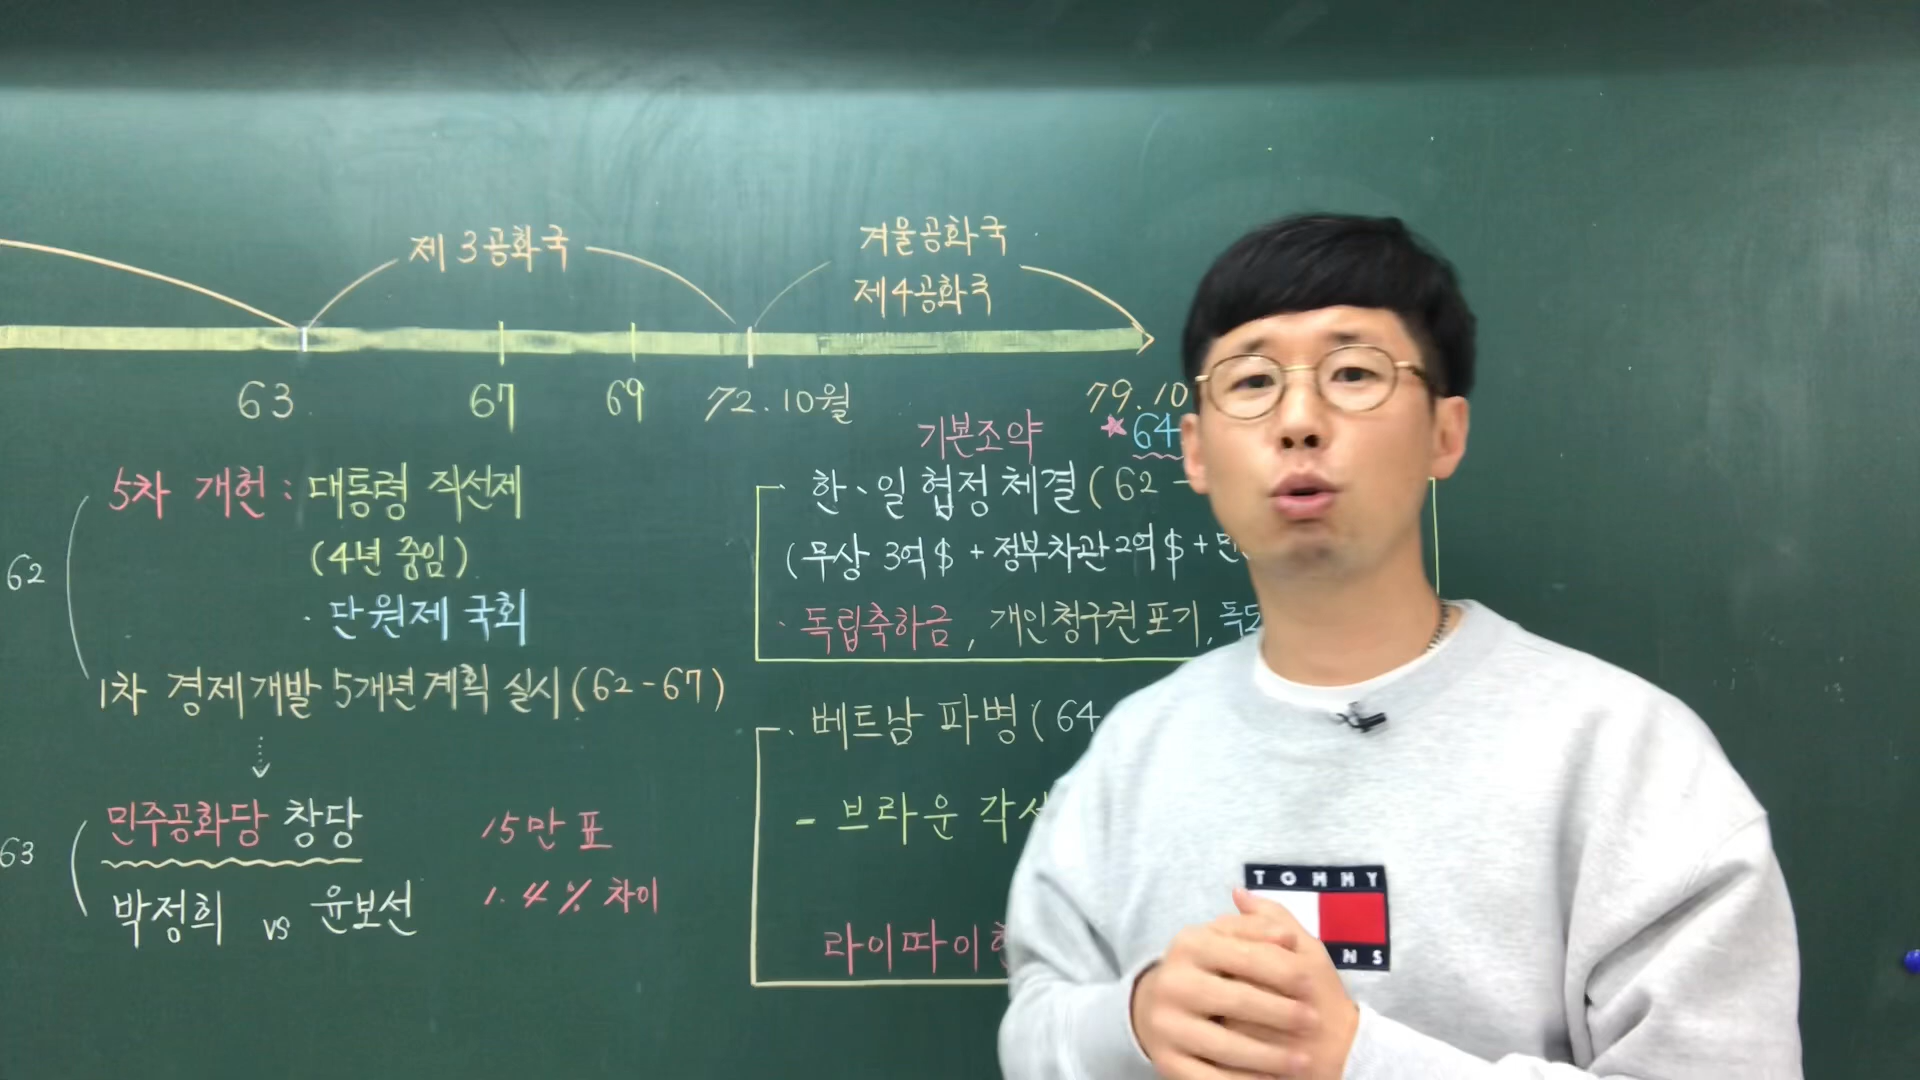 제 3공화국
겨울공화국
제4공화국
63
67
69
72.10월
79.10
62
5차 개헌 : 대통령 직선제
(4년 중임)
· 단원제 국회
1차 경제개발 5개년계획 실시(62-67)
63
민주공화당 창당
박정희 vs 윤보선
15만 표
1.4% 차이
기본조약
★64
· 한、일 협정 체결(62 -
(무상 3억$ + 정부차관 2억$ + 민
· 독립축하금, 개인청구권 포기,
· 베트남 파병(64
- 브라운 각서
라이따이한
TOMMY
NS